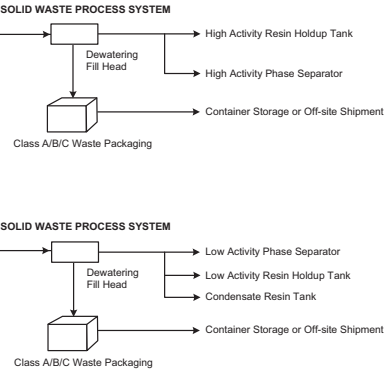 SOLID WASTE PROCESS SYSTEM
High Activity Resin Holdup Tank
Dewatering
Fill Head
High Activity Phase Separator
Container Storage or Off-site Shipment
Class A/B/C Waste Packaging
SOLID WASTE PROCESS SYSTEM
Low Activity Phase Separator
Dewatering
Fill Head
Low Activity Resin Holdup Tank
Condensate Resin Tank
Container Storage or Off-site Shipment
Class A/B/C Waste Packaging